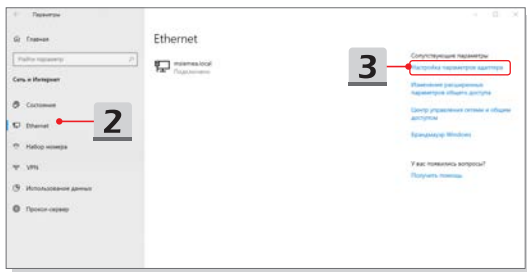 Параметры
Главная
Найти параметр
Сеть и Интернет
Состояние
Ethernet
Набор номера
VPN
Использование данных
Прокси-сервер
2
Ethernet
msiemea.local
Подключено
3
Сопутствующие параметры
Настройка параметров адаптера
Изменение расширенных
параметров общего доступа
Центр управления сетями и общим
доступом
Брандмауэр Windows
У вас появились вопросы?
Получить помощь